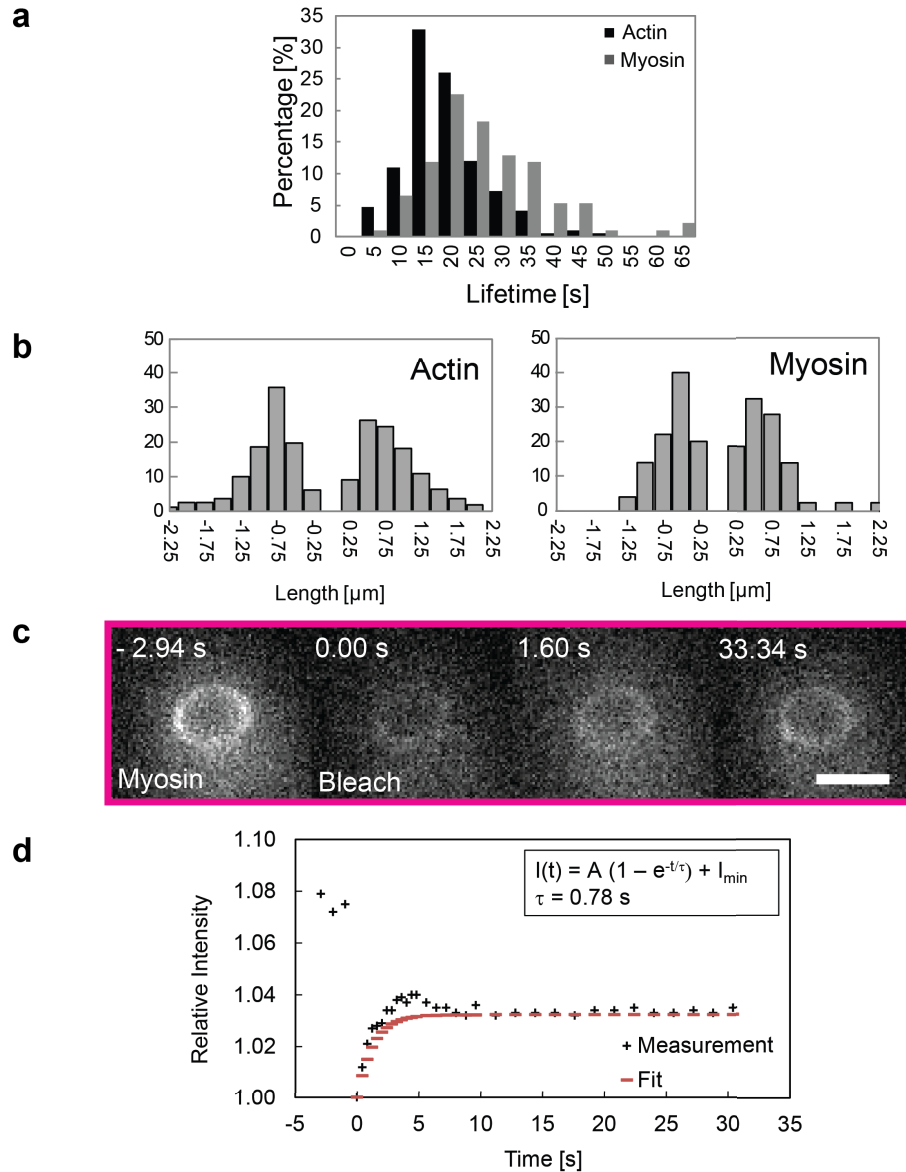 a
35
30
25
20
15
10
5
0
Percentage [%]
Actin
Myosin
0 5 10 15 20 25 30 35 40 45 50 55 60 65
Lifetime [s]
b
50
40
30
20
10
0
Actin
-2.25 -1.75 -1.25 -0.75 -0.25 0.25 0.75 1.25 1.75 2.25
Length [µm]
50
40
30
20
10
0
Myosin
-2.25 -1.75 -1.25 -0.75 -0.25 0.25 0.75 1.25 1.75 2.25
Length [µm]
c
- 2.94 s 0.00 s 1.60 s 33.34 s
Myosin Bleach
d
1.10
1.08
1.06
1.04
1.02
1.00
Relative Intensity
I(t) = A (1 – e^-t/τ) + I_min
τ = 0.78 s
+ Measurement
Fit
-5 0 5 10 15 20 25 30 35
Time [s]